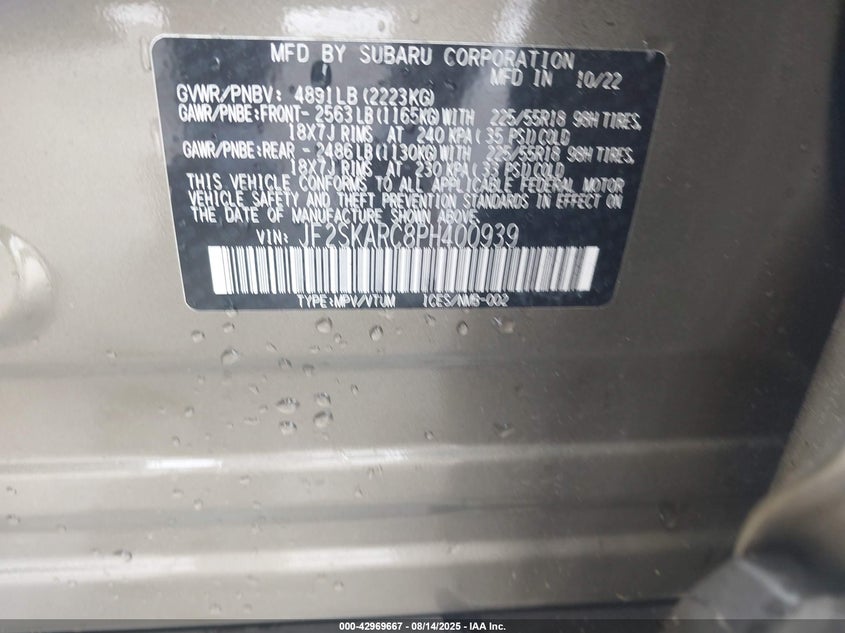 MFD BY SUBARU CORPORATION
MFD IN 10/22
GVWR/PNBV: 4891LB (2223KG)
GAWR/PNBE:FRONT- 2563LB(1165KG)WITH 225/55R18 98H TIRES,
18X7J RIMS AT 240 KPA( 35 PSI)COLD
GAWR/PNBE:REAR - 2486LB(1130KG)WITH 225/55R18 98H TIRES,
18X7J RIMS AT 230 KPA( 33 PSI)COLD
THIS VEHICLE CONFORMS TO ALL APPLICABLE FEDERAL MOTOR
VEHICLE SAFETY AND THEFT PREVENTION STANDARDS IN EFFECT ON
THE DATE OF MANUFACTURE SHOWN ABOVE.
VIN: JF2SKARC8PH400939
TYPE:MPV/VTUM ICES/NMB-002
000-42969667 - 08/14/2025 - IAA Inc.